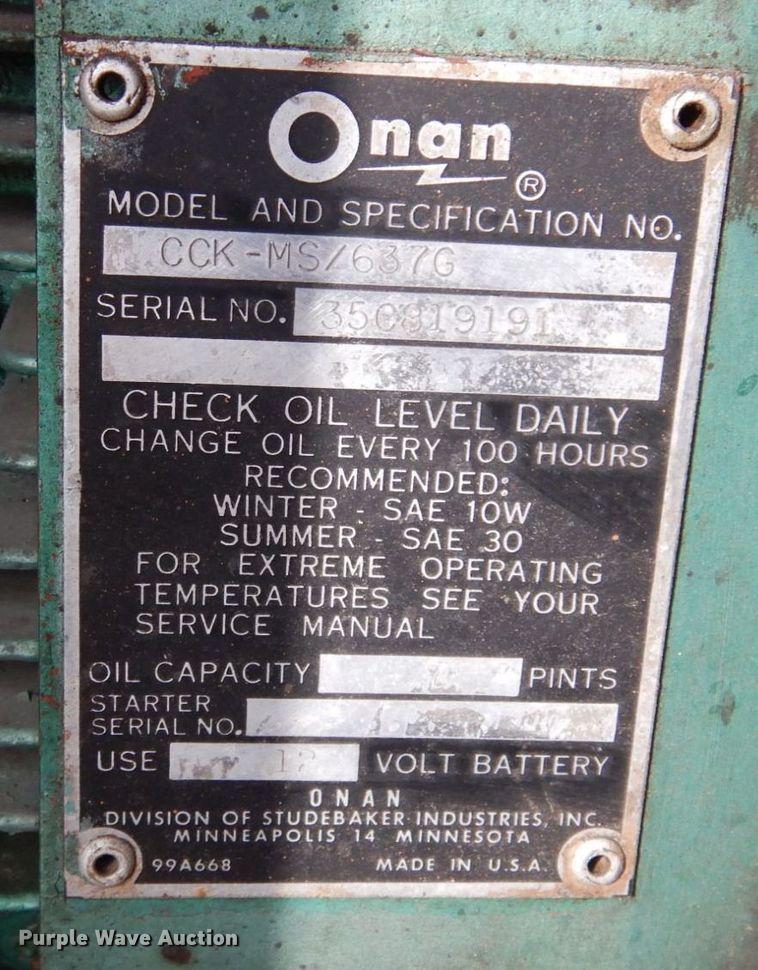 Onan ®
MODEL AND SPECIFICATION NO.
CCK-MS/637G
SERIAL NO. 350819191
CHECK OIL LEVEL DAILY
CHANGE OIL EVERY 100 HOURS
RECOMMENDED:
WINTER - SAE 10W
SUMMER - SAE 30
FOR EXTREME OPERATING
TEMPERATURES SEE YOUR
SERVICE MANUAL
OIL CAPACITY PINTS
STARTER
SERIAL NO.
USE 12 VOLT BATTERY
ONAN
DIVISION OF STUDEBAKER INDUSTRIES, INC.
MINNEAPOLIS 14 MINNESOTA
99A668 MADE IN U.S.A.
Purple Wave Auction